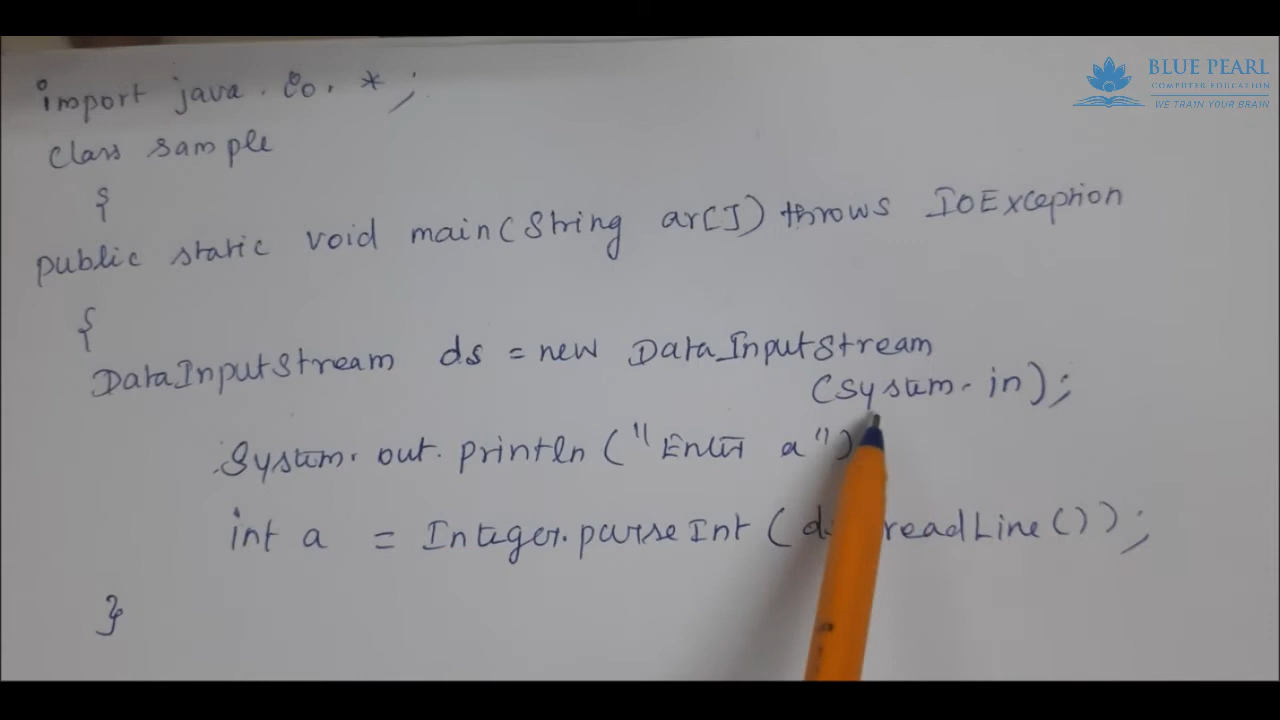 import java.io.*;
class sample
{
public static void main(String ar[]) throws IOException
{
DataInputStream ds = new DataInputStream
(System.in);
System.out.println("Enter a")
int a = Integer.parseInt(d readLine());
}
BLUE PEARL
COMPUTER EDUCATION
WE TRAIN YOUR BRAIN